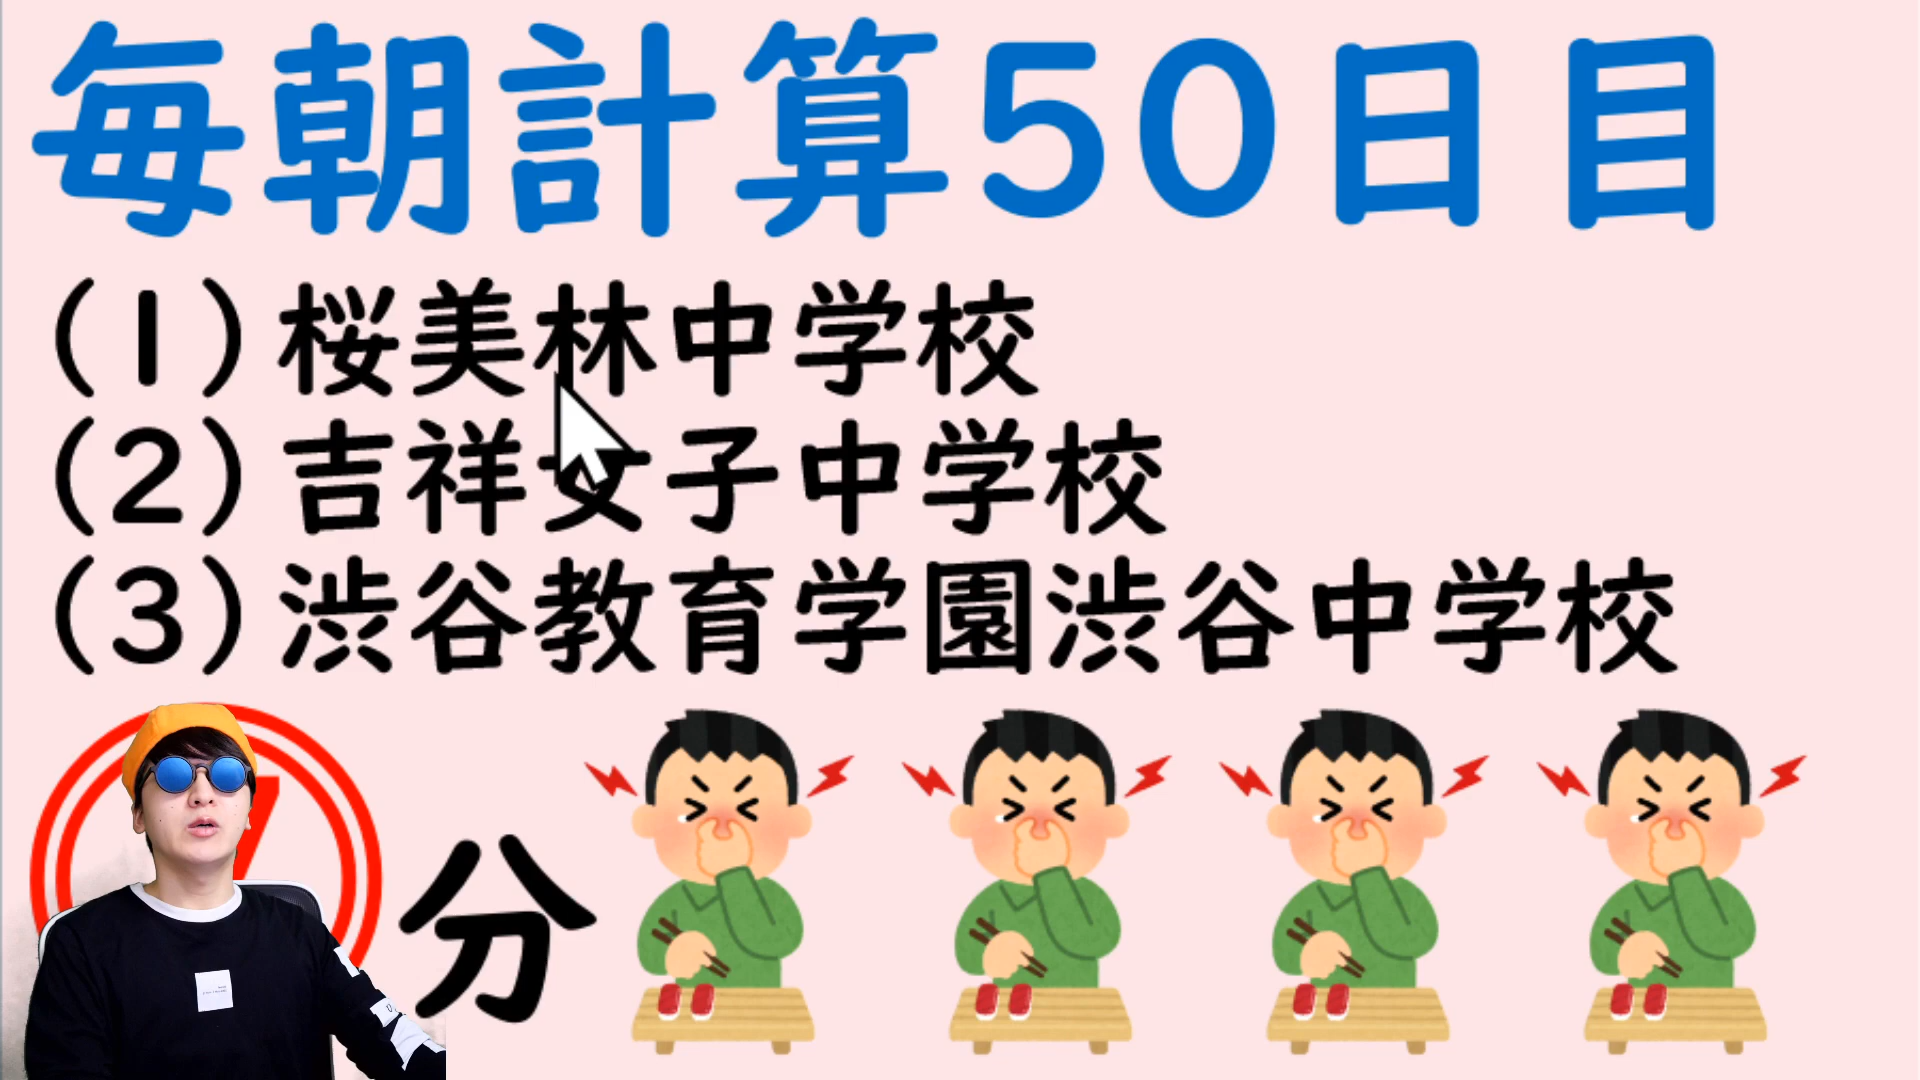 毎朝計算50日目
(1)桜美林中学校
(2)吉祥女子中学校
(3)渋谷教育学園渋谷中学校
分